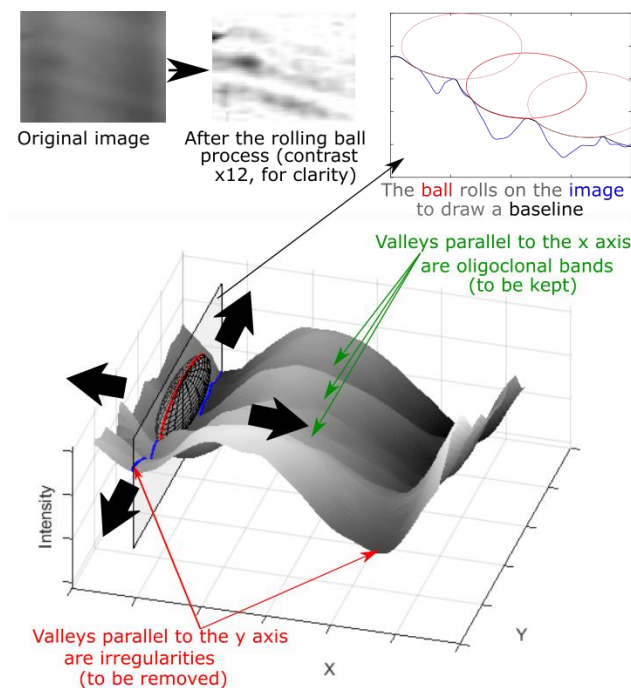 Original image
After the rolling ball
process (contrast
x12, for clarity)
The ball rolls on the image
to draw a baseline
Valleys parallel to the x axis
are oligoclonal bands
(to be kept)
Intensity
Y
X
Valleys parallel to the y axis
are irregularities
(to be removed)